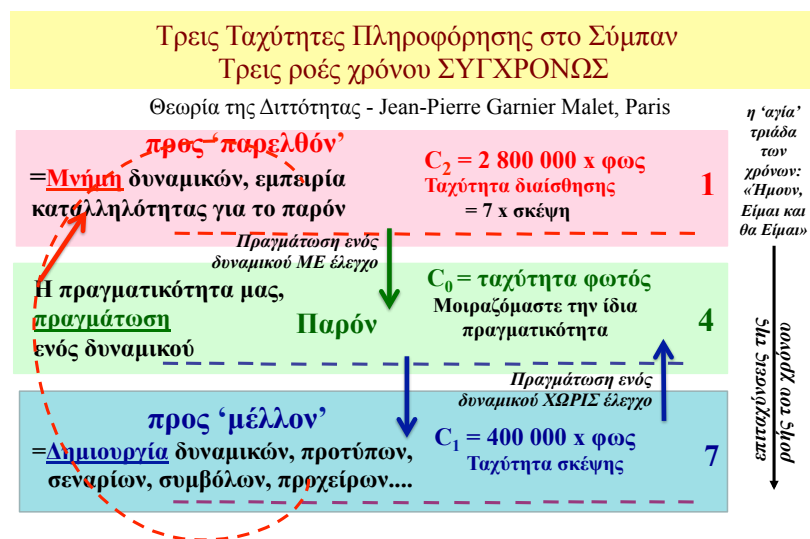 Τρεις Ταχύτητες Πληροφόρησης στο Σύμπαν
Τρεις ροές χρόνου ΣΥΓΧΡΟΝΩΣ
Θεωρία της Διττότητας - Jean-Pierre Garnier Malet, Paris
προς ‘παρελθόν’
=Μνήμη δυναμικών, εμπειρία
καταλληλότητας για το παρόν
C2 = 2 800 000 x φως
Ταχύτητα διαίσθησης
= 7 x σκέψη
1
Πραγμάτωση ενός
δυναμικού ΜΕ έλεγχο
Η πραγματικότητα μας,
πραγμάτωση
ενός δυναμικού
Παρόν
C0 = ταχύτητα φωτός
Μοιραζόμαστε την ίδια
πραγματικότητα
4
Πραγμάτωση ενός
δυναμικού ΧΩΡΙΣ έλεγχο
προς ‘μέλλον’
=Δημιουργία δυναμικών, προτύπων,
σεναρίων, συμβόλων, προχείρων....
C1 = 400 000 x φως
Ταχύτητα σκέψης
7
η ‘αγία’
τριάδα
των
χρόνων:
«Ήμουν,
Είμαι και
θα Είμαι»
επιταχύνσεις της
ροής του χρόνου